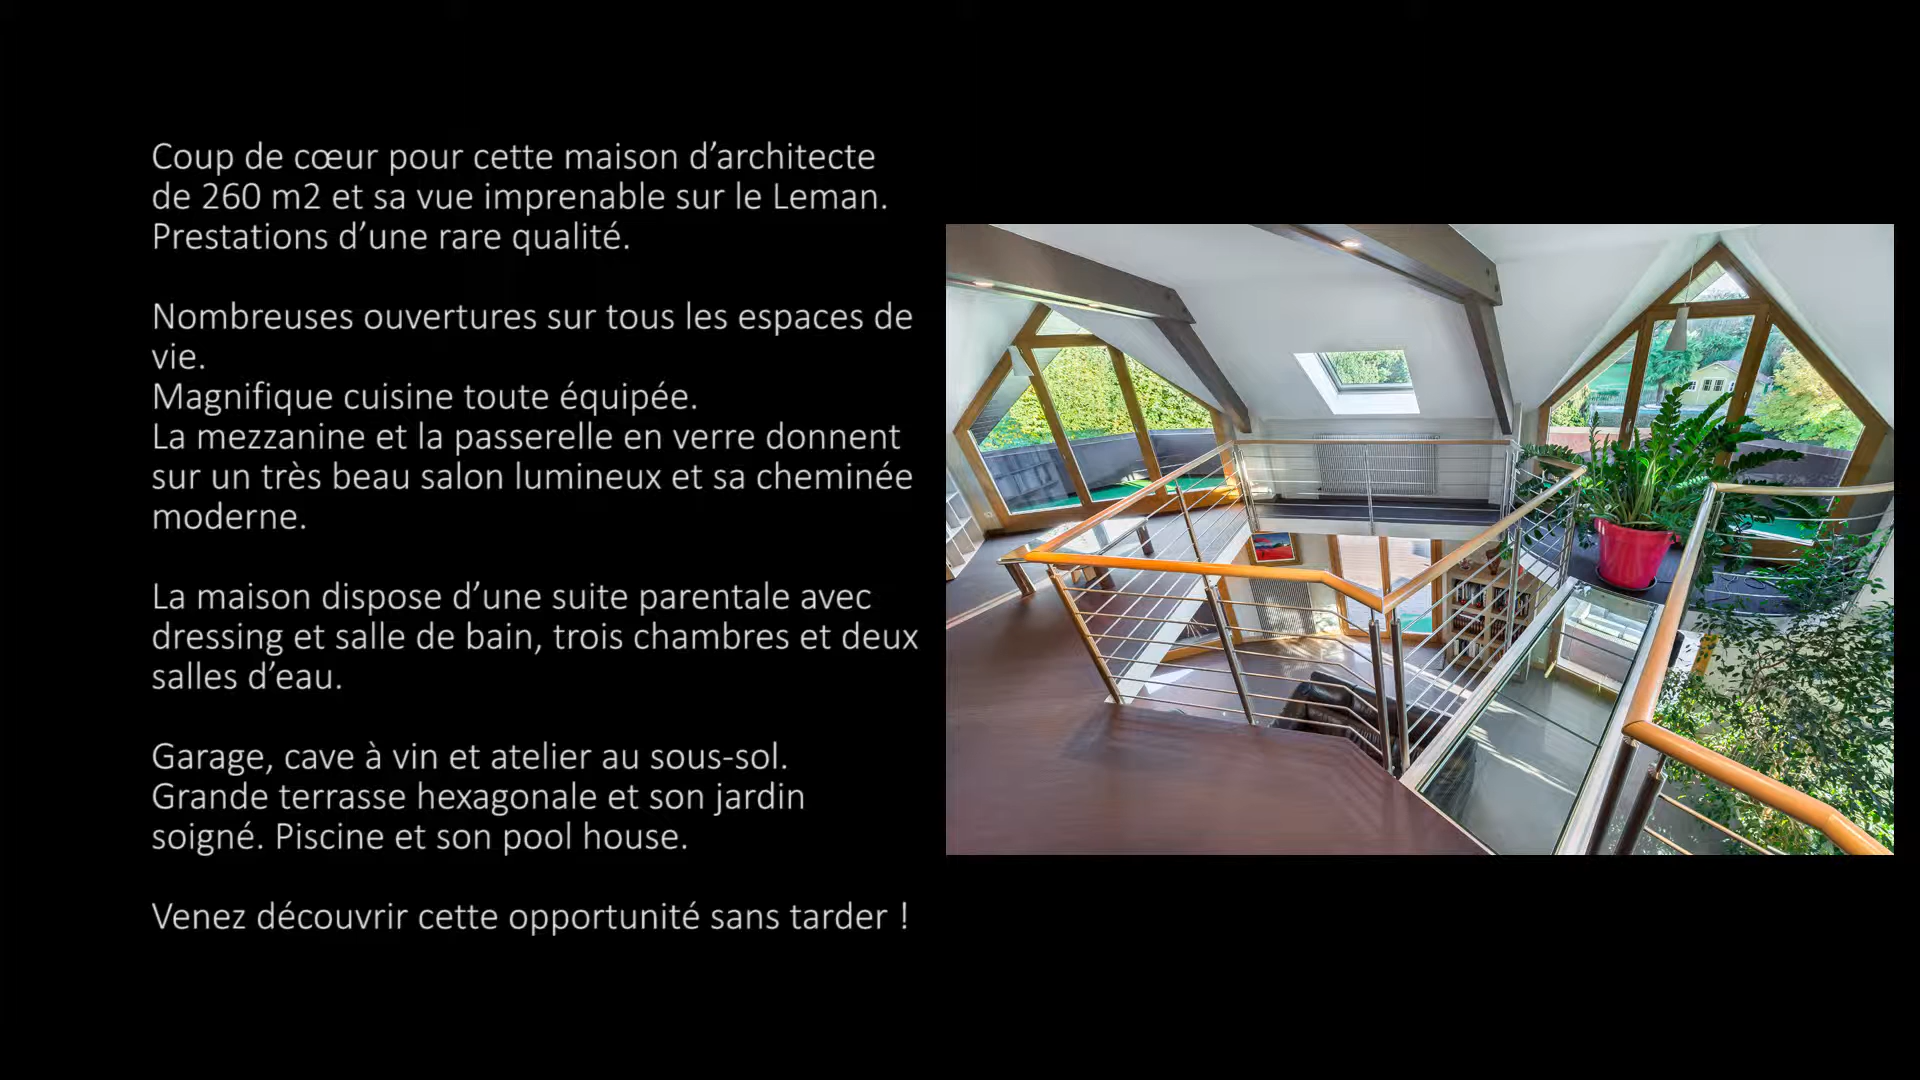 Coup de cœur pour cette maison d’architecte
de 260 m2 et sa vue imprenable sur le Leman.
Prestations d’une rare qualité.
Nombreuses ouvertures sur tous les espaces de
vie.
Magnifique cuisine toute équipée.
La mezzanine et la passerelle en verre donnent
sur un très beau salon lumineux et sa cheminée
moderne.
La maison dispose d’une suite parentale avec
dressing et salle de bain, trois chambres et deux
salles d’eau.
Garage, cave à vin et atelier au sous-sol.
Grande terrasse hexagonale et son jardin
soigné. Piscine et son pool house.
Venez découvrir cette opportunité sans tarder !